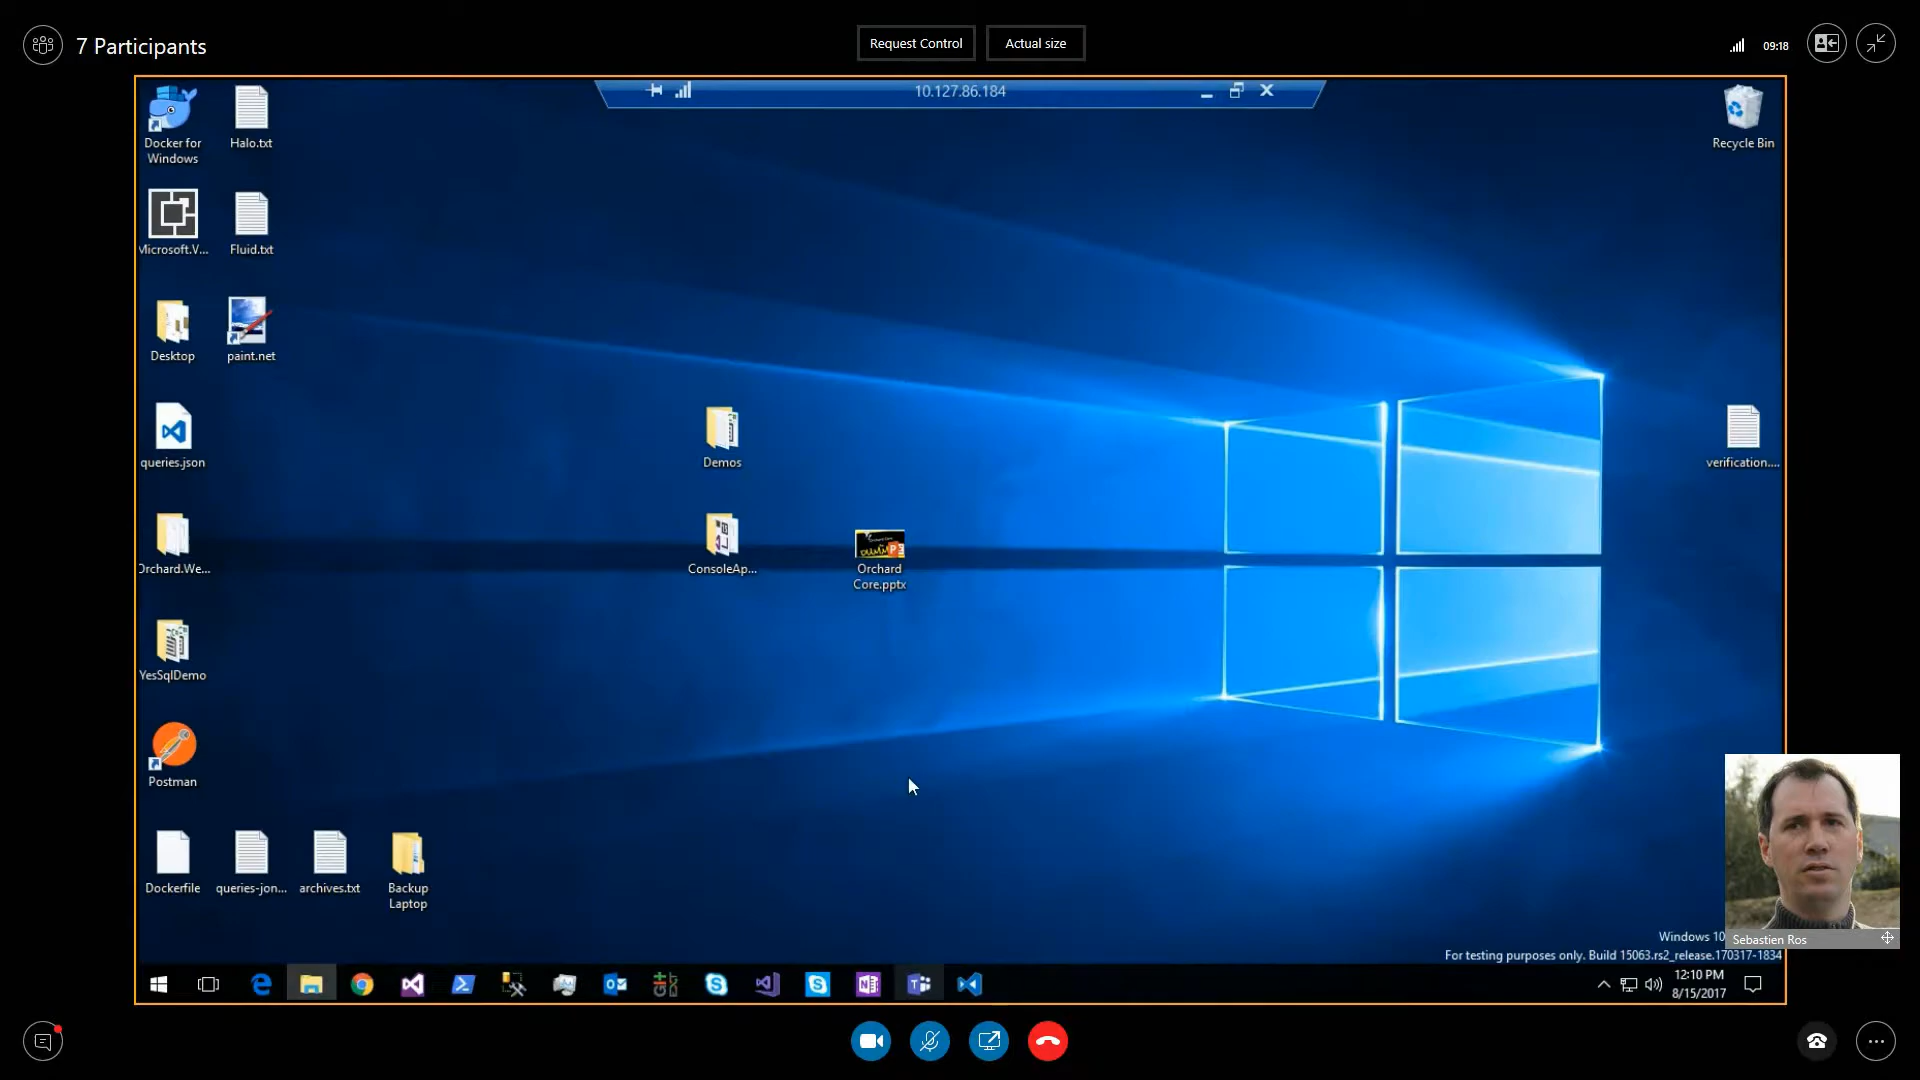 7 Participants
Request Control
Actual size
09:18
10.127.86.184
Docker for
Windows
Halo.txt
Recycle Bin
Microsoft.V...
Fluid.txt
Desktop
paint.net
queries.json
Demos
verification....
Orchard.We...
ConsoleAp...
Orchard
Core.pptx
YesSqlDemo
Postman
Dockerfile
queries-jon...
archives.txt
Backup
Laptop
Windows 10
Sebastien Ros
For testing purposes only. Build 15063.rs2_release.170317-1834
12:10 PM
8/15/2017